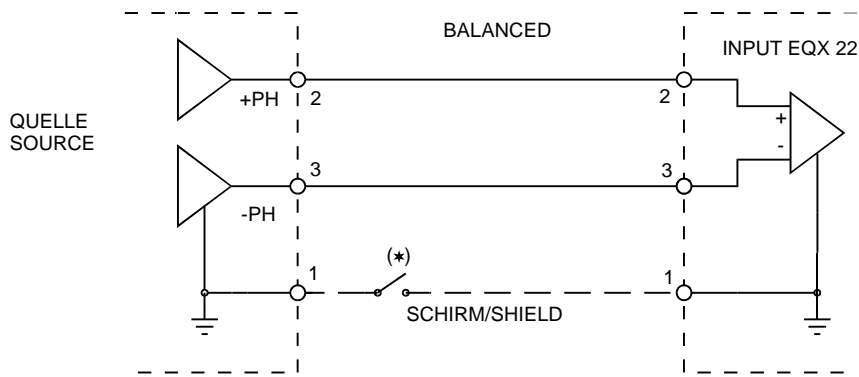 BALANCED
INPUT EQX 22
QUELLE
SOURCE
+PH
2
2
+
-
-PH
3
3
1
(✶)
1
SCHIRM/SHIELD